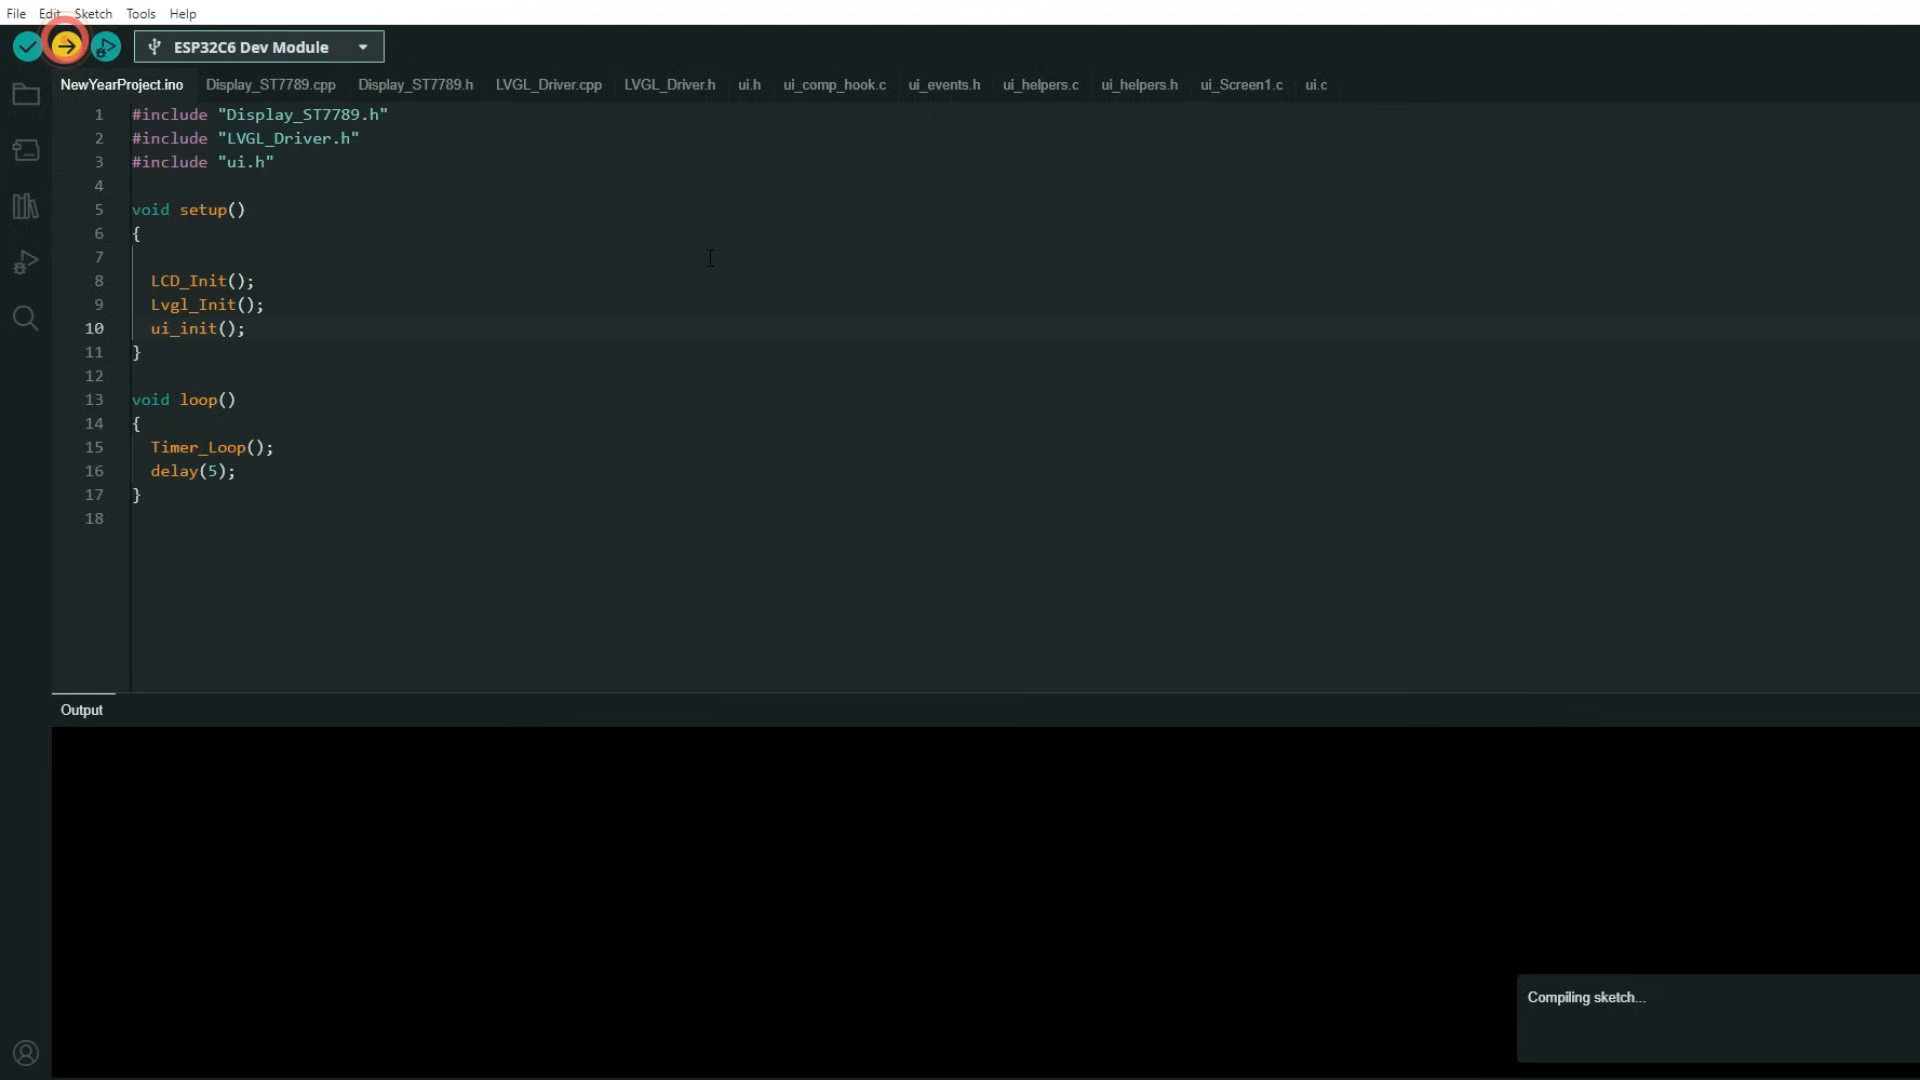 File Edit Sketch Tools Help
ESP32C6 Dev Module
NewYearProject.ino Display_ST7789.cpp Display_ST7789.h LVGL_Driver.cpp LVGL_Driver.h ui.h ui_comp_hook.c ui_events.h ui_helpers.c ui_helpers.h ui_Screen1.c ui.c
1 #include "Display_ST7789.h"
2 #include "LVGL_Driver.h"
3 #include "ui.h"
4
5 void setup()
6 {
7
8 LCD_Init();
9 Lvgl_Init();
10 ui_init();
11 }
12
13 void loop()
14 {
15 Timer_Loop();
16 delay(5);
17 }
18
Output
Compiling sketch...